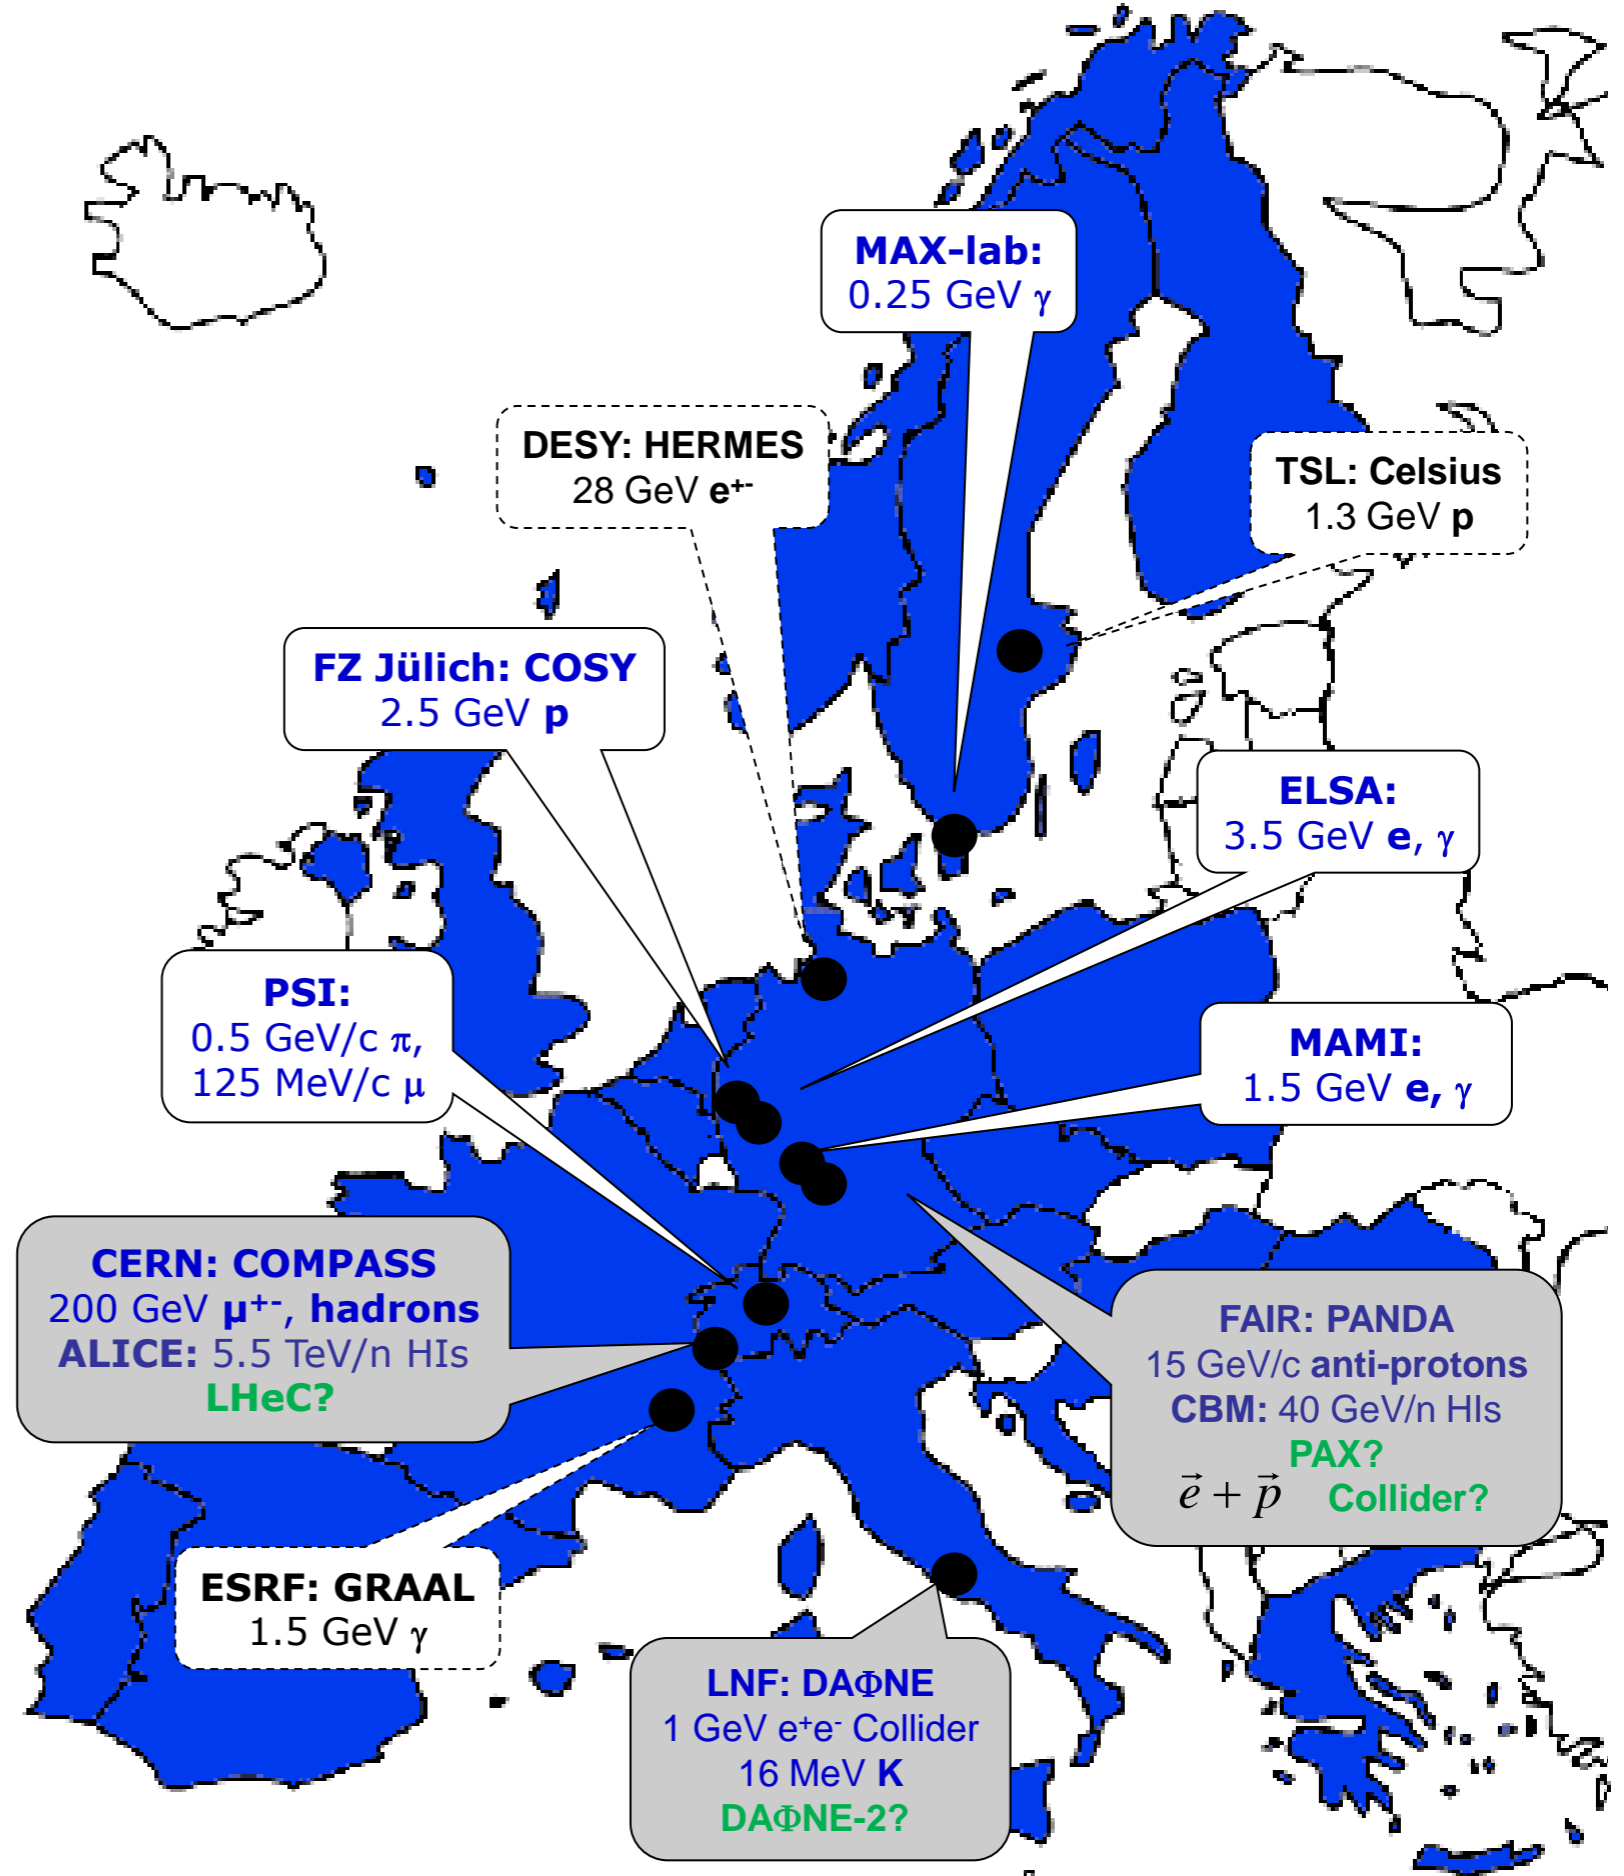 MAX-lab:
0.25 GeV γ
DESY: HERMES
28 GeV e⁺⁻
TSL: Celsius
1.3 GeV p
FZ Jülich: COSY
2.5 GeV p
ELSA:
3.5 GeV e, γ
PSI:
0.5 GeV/c π,
125 MeV/c μ
MAMI:
1.5 GeV e, γ
CERN: COMPASS
200 GeV μ⁺⁻, hadrons
ALICE: 5.5 TeV/n HIs
LHeC?
FAIR: PANDA
15 GeV/c anti-protons
CBM: 40 GeV/n HIs
PAX?
e⃗ + p⃗ Collider?
ESRF: GRAAL
1.5 GeV γ
LNF: DAΦNE
1 GeV e⁺e⁻ Collider
16 MeV K
DAΦNE-2?